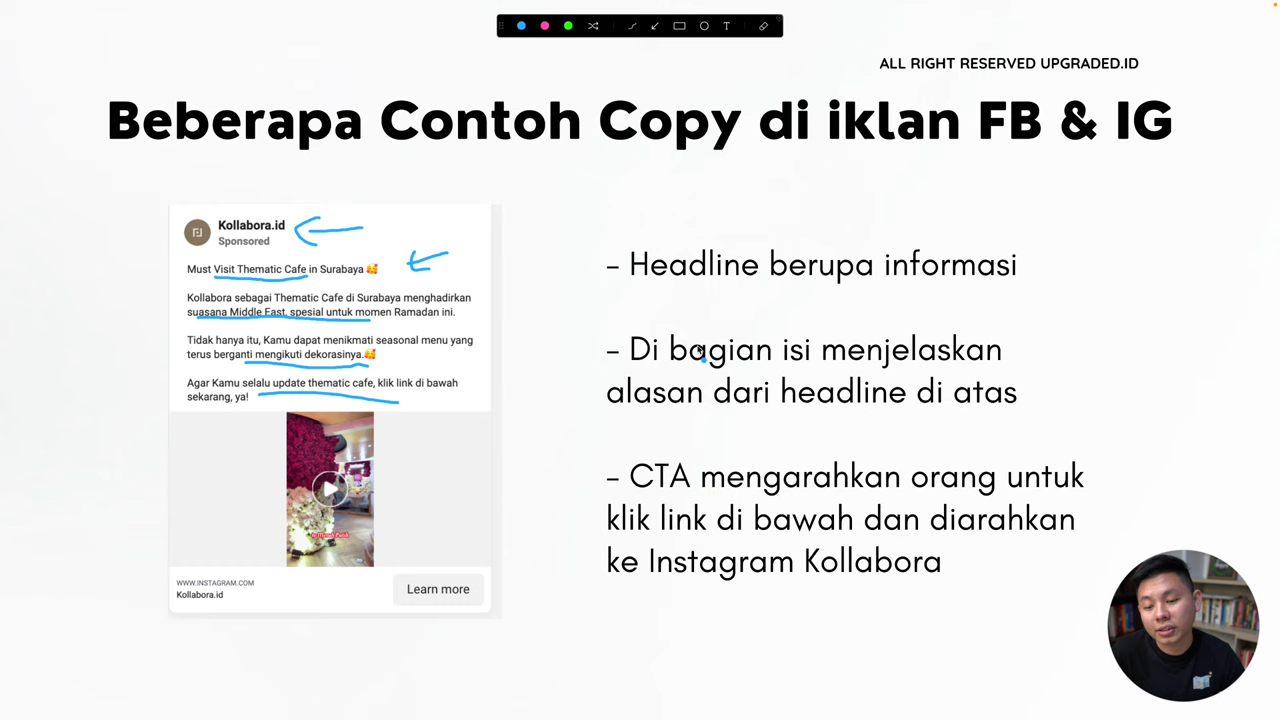 T
ALL RIGHT RESERVED UPGRADED.ID
Beberapa Contoh Copy di iklan FB & IG
Kollabora.id
Sponsored
Must Visit Thematic Cafe in Surabaya 🥰
Kollabora sebagai Thematic Cafe di Surabaya menghadirkan
suasana Middle East, spesial untuk momen Ramadan ini.
Tidak hanya itu, Kamu dapat menikmati seasonal menu yang
terus berganti mengikuti dekorasinya.🥰
Agar Kamu selalu update thematic cafe, klik link di bawah
sekarang, ya!
WWW.INSTAGRAM.COM
Kollabora.id
Learn more
- Headline berupa informasi
- Di bagian isi menjelaskan
alasan dari headline di atas
- CTA mengarahkan orang untuk
klik link di bawah dan diarahkan
ke Instagram Kollabora